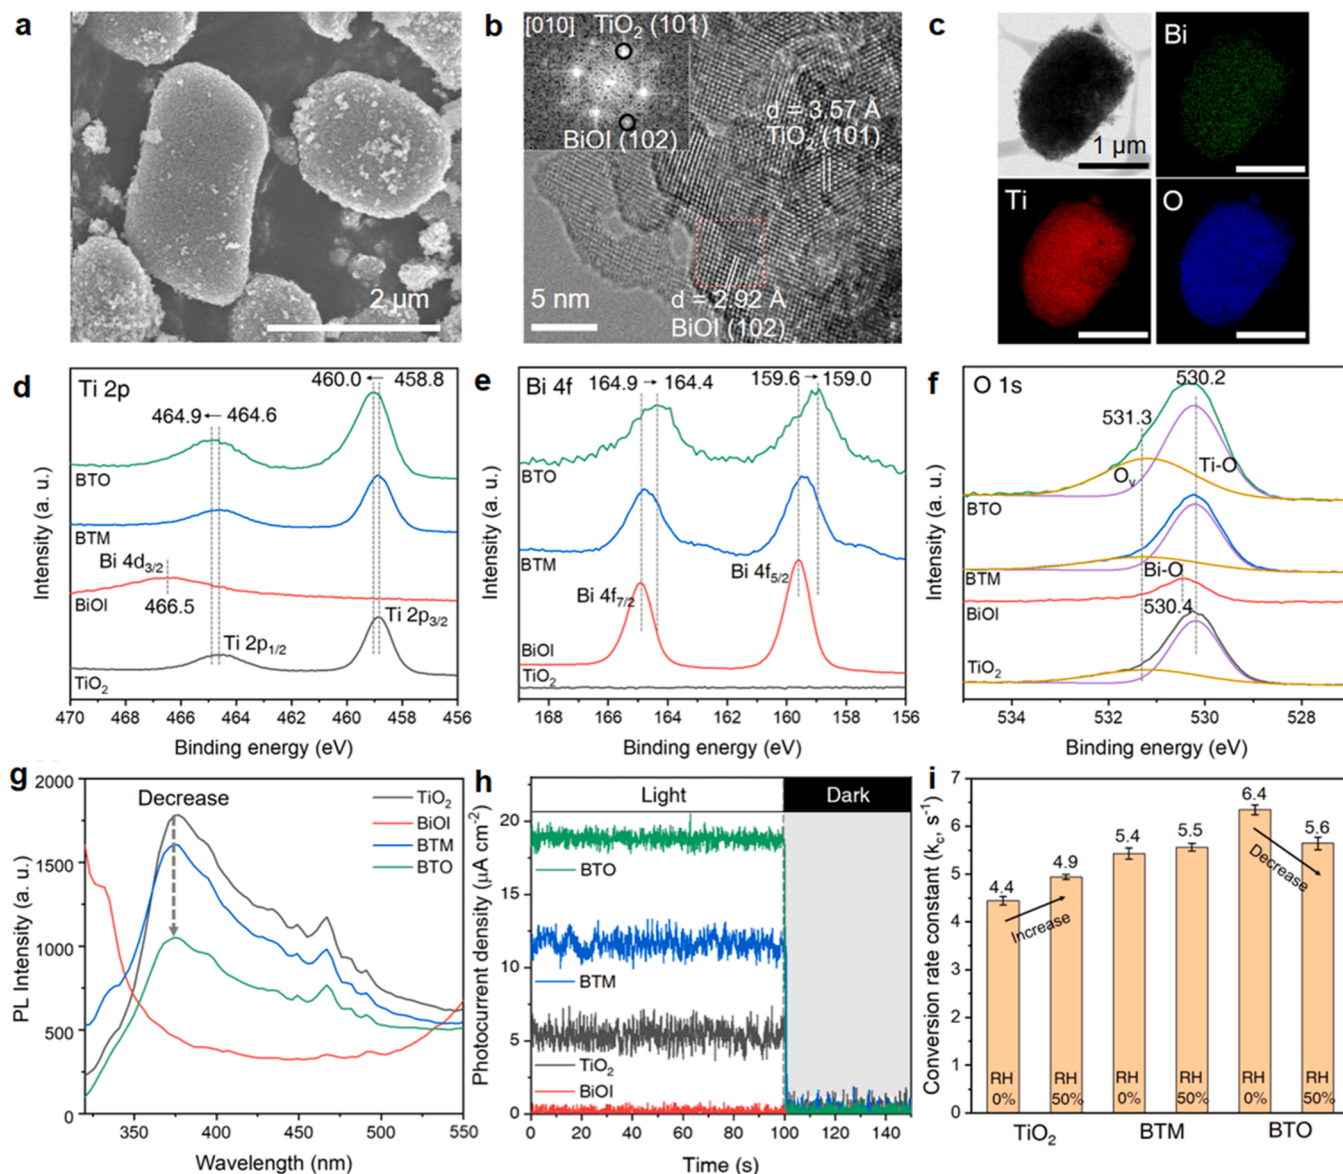 a
2 µm
b
[010]
TiO2 (101)
BiOI (102)
d = 3.57 Å
TiO2 (101)
d = 2.92 Å
BiOI (102)
5 nm
c
1 µm
Bi
Ti
O
d
Ti 2p
460.0 ← 458.8
464.9 ← 464.6
BTO
BTM
Bi 4d3/2
BiOI
466.5
Ti 2p3/2
Ti 2p1/2
TiO2
Intensity (a. u.)
470 468 466 464 462 460 458 456
Binding energy (eV)
e
Bi 4f
164.9 → 164.4
159.6 → 159.0
BTO
BTM
Bi 4f5/2
Bi 4f7/2
BiOI
TiO2
Intensity (a. u.)
168 165 162 159 156
Binding energy (eV)
f
O 1s
530.2
531.3
Ti-O
Ov
BTO
BTM
Bi-O
BiOI
530.4
TiO2
Intensity (a. u.)
534 532 530 528
Binding energy (eV)
g
Decrease
TiO2
BiOI
BTM
BTO
PL Intensity (a. u.)
2000
1500
1000
500
0
350 400 450 500 550
Wavelength (nm)
h
Light
Dark
BTO
BTM
TiO2
BiOI
Photocurrent density (µA cm-2)
20
15
10
5
0
0 20 40 60 80 100 120 140
Time (s)
i
Conversion rate constant (kc, s-1)
7
6
5
4
3
2
1
0
4.4
4.9
5.4
5.5
6.4
5.6
Increase
Decrease
RH
0%
RH
50%
RH
0%
RH
50%
RH
0%
RH
50%
TiO2
BTM
BTO